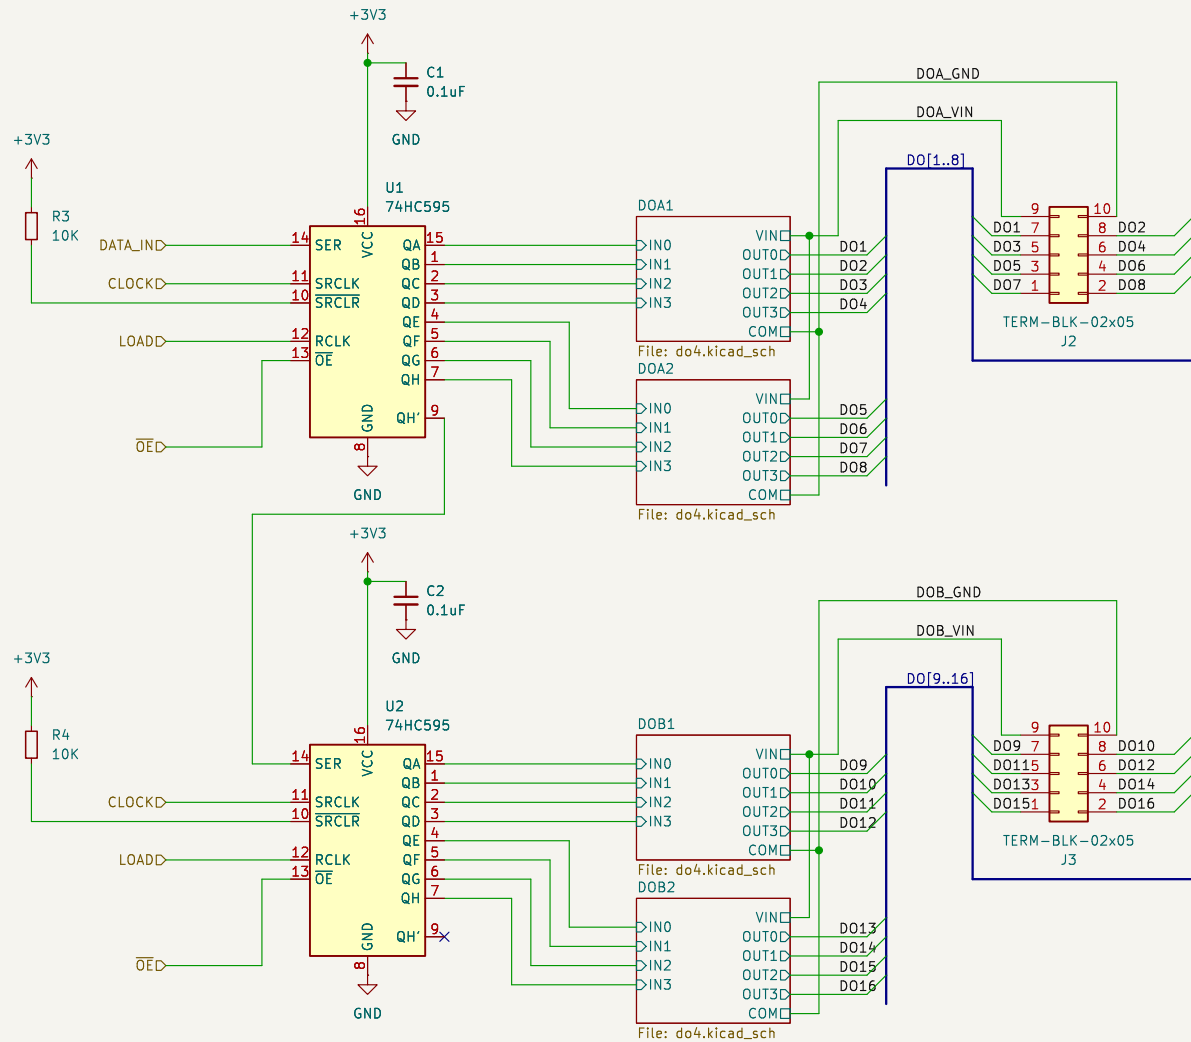 +3V3
C1
0.1uF
GND
+3V3
R3
10K
U1
74HC595
16
VCC
DATA_IN
14 SER
CLOCK
11 SRCLK
10 SRCLR
LOAD
12 RCLK
13 OE
OE
QA 15
QB 1
QC 2
QD 3
QE 4
QF 5
QG 6
QH 7
QH' 9
GND
8
GND
DOA1
IN0
IN1
IN2
IN3
VIN
OUT0
OUT1
OUT2
OUT3
COM
File: do4.kicad_sch
DO1
DO2
DO3
DO4
DOA2
IN0
IN1
IN2
IN3
VIN
OUT0
OUT1
OUT2
OUT3
COM
File: do4.kicad_sch
DO5
DO6
DO7
DO8
DOA_GND
DOA_VIN
DO[1..8]
9 10
DO1 7 8 DO2
DO3 5 6 DO4
DO5 3 4 DO6
DO7 1 2 DO8
TERM-BLK-02x05
J2
+3V3
C2
0.1uF
GND
+3V3
R4
10K
U2
74HC595
16
VCC
14 SER
CLOCK
11 SRCLK
10 SRCLR
LOAD
12 RCLK
13 OE
OE
QA 15
QB 1
QC 2
QD 3
QE 4
QF 5
QG 6
QH 7
QH' 9
GND
8
GND
DOB1
IN0
IN1
IN2
IN3
VIN
OUT0
OUT1
OUT2
OUT3
COM
File: do4.kicad_sch
DO9
DO10
DO11
DO12
DOB2
IN0
IN1
IN2
IN3
VIN
OUT0
OUT1
OUT2
OUT3
COM
File: do4.kicad_sch
DO13
DO14
DO15
DO16
DOB_GND
DOB_VIN
DO[9..16]
9 10
DO9 7 8 DO10
DO11 5 6 DO12
DO13 3 4 DO14
DO15 1 2 DO16
TERM-BLK-02x05
J3